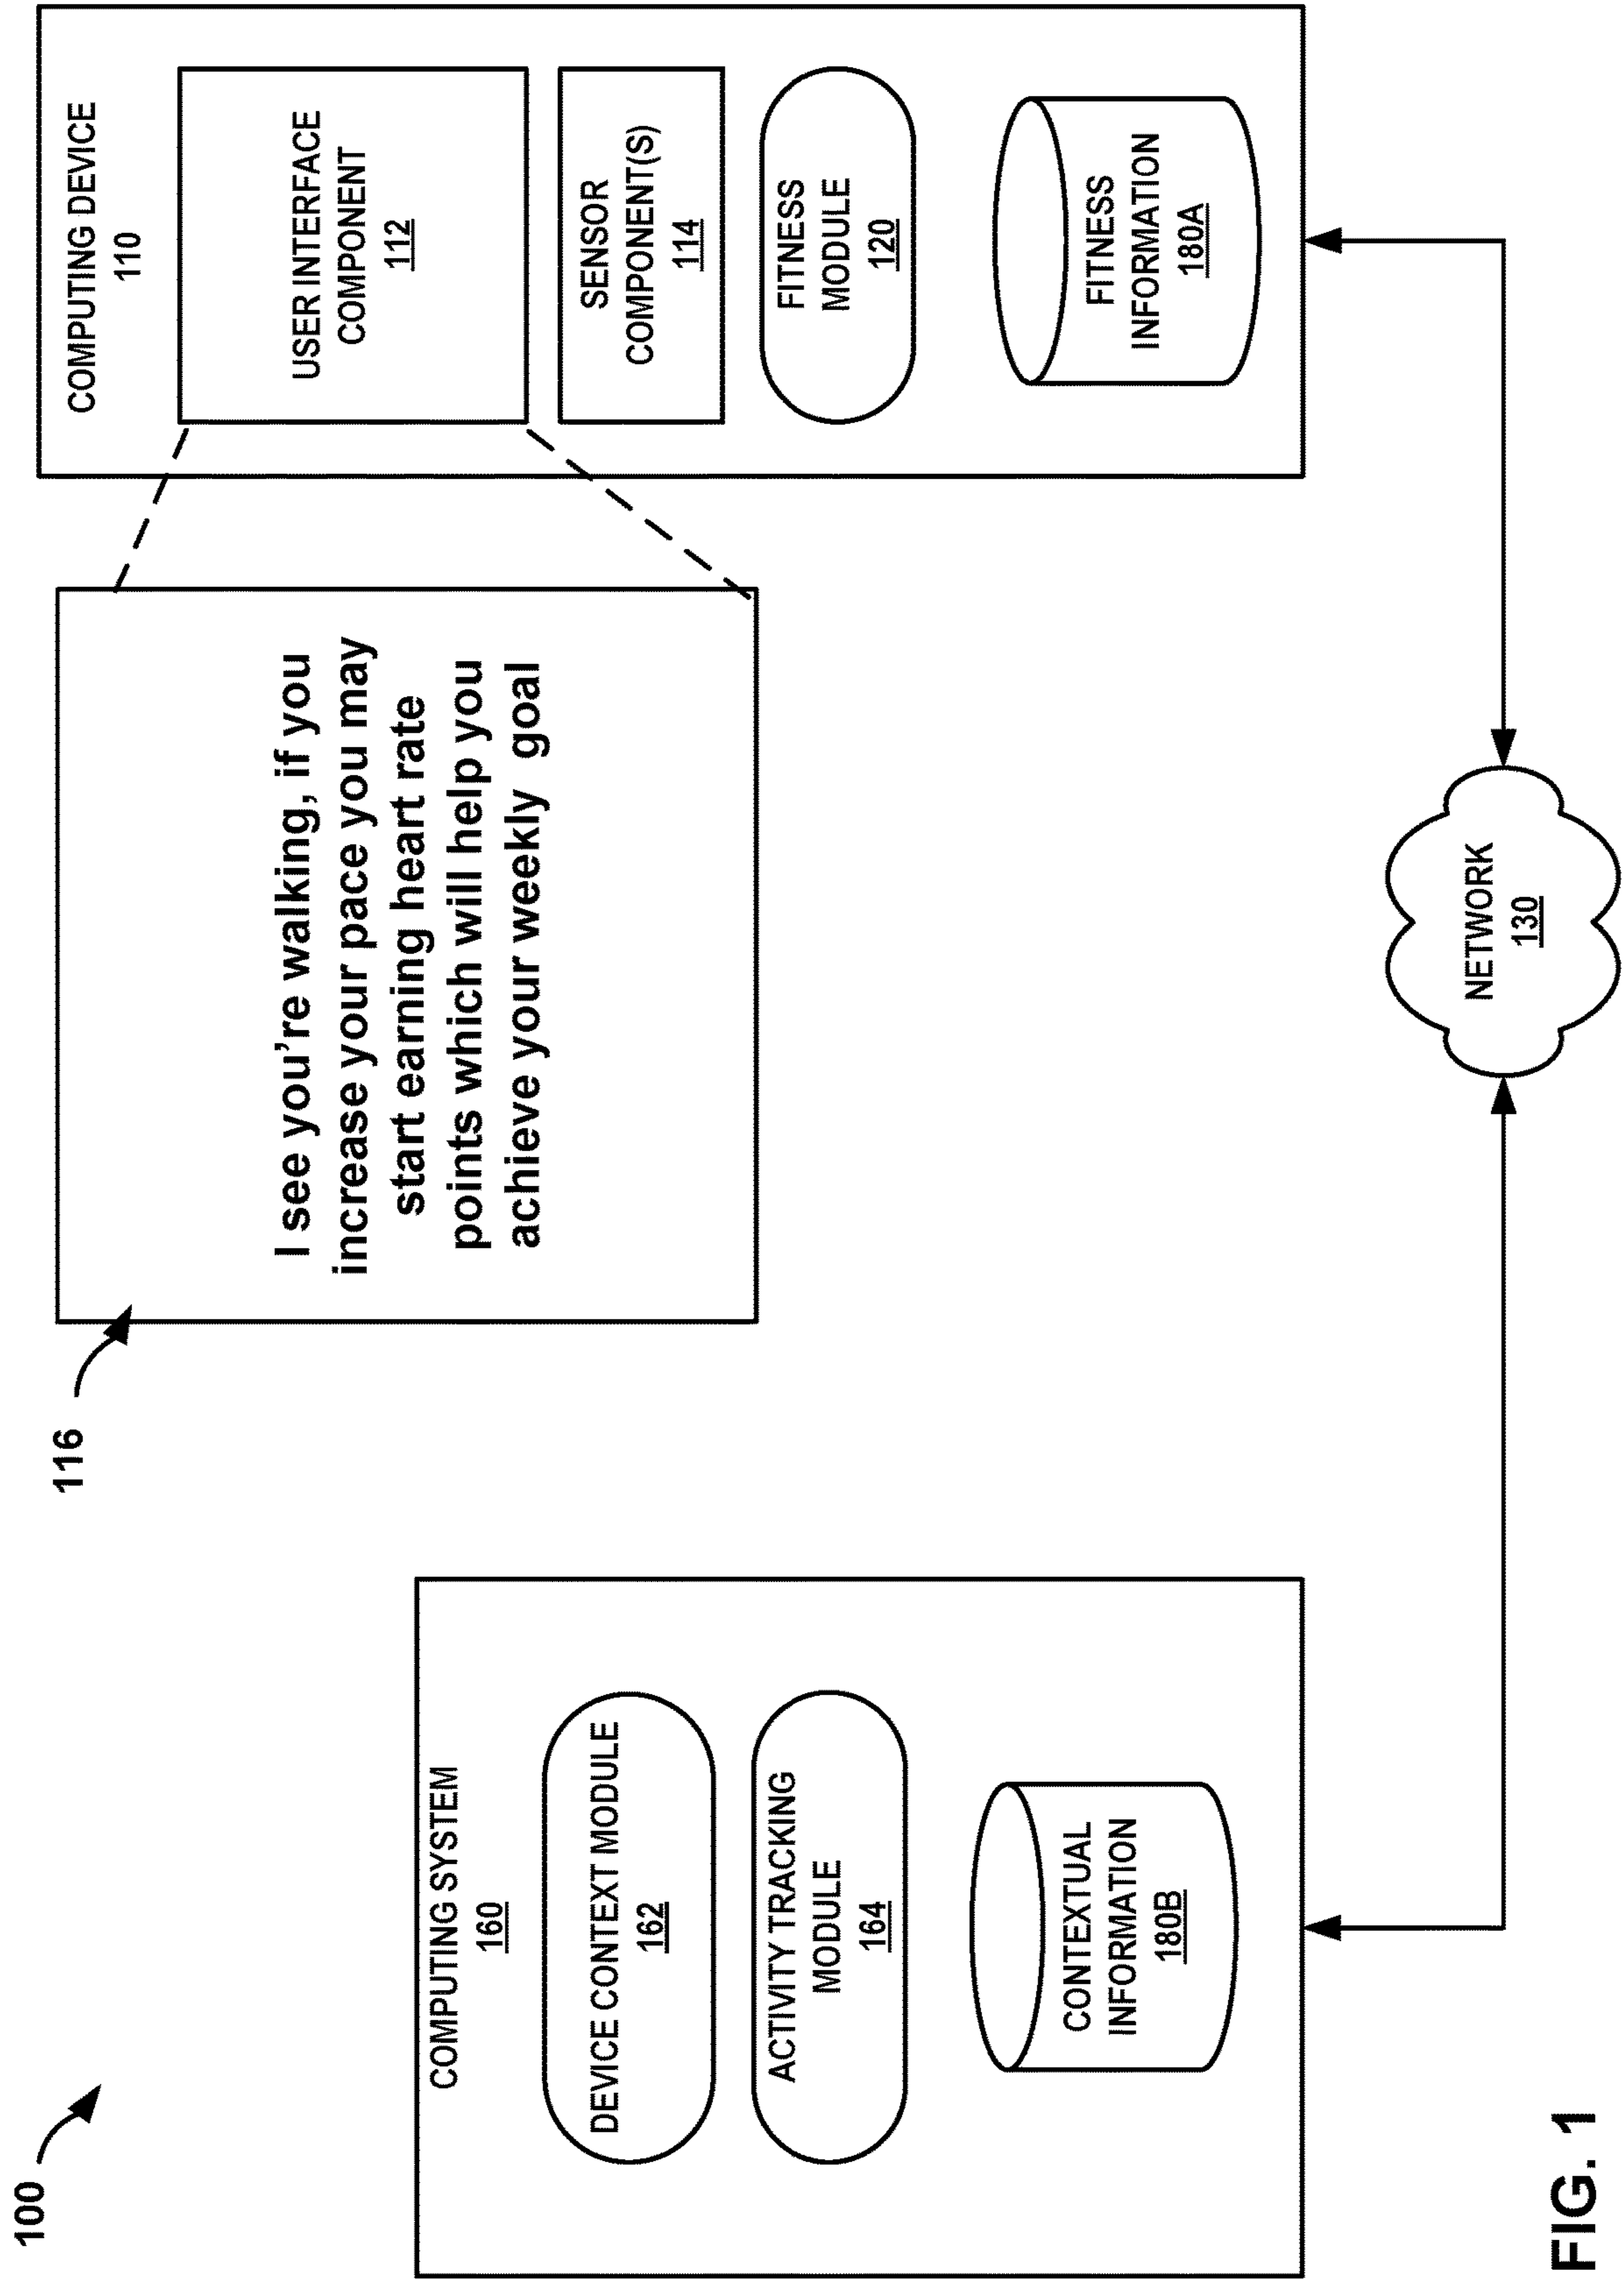 100
COMPUTING SYSTEM
160
DEVICE CONTEXT MODULE
162
ACTIVITY TRACKING
MODULE
164
CONTEXTUAL
INFORMATION
180B
116
I see you're walking, if you
increase your pace you may
start earning heart rate
points which will help you
achieve your weekly goal
COMPUTING DEVICE
110
USER INTERFACE
COMPONENT
112
SENSOR
COMPONENT(S)
114
FITNESS
MODULE
120
FITNESS
INFORMATION
180A
NETWORK
130
FIG. 1